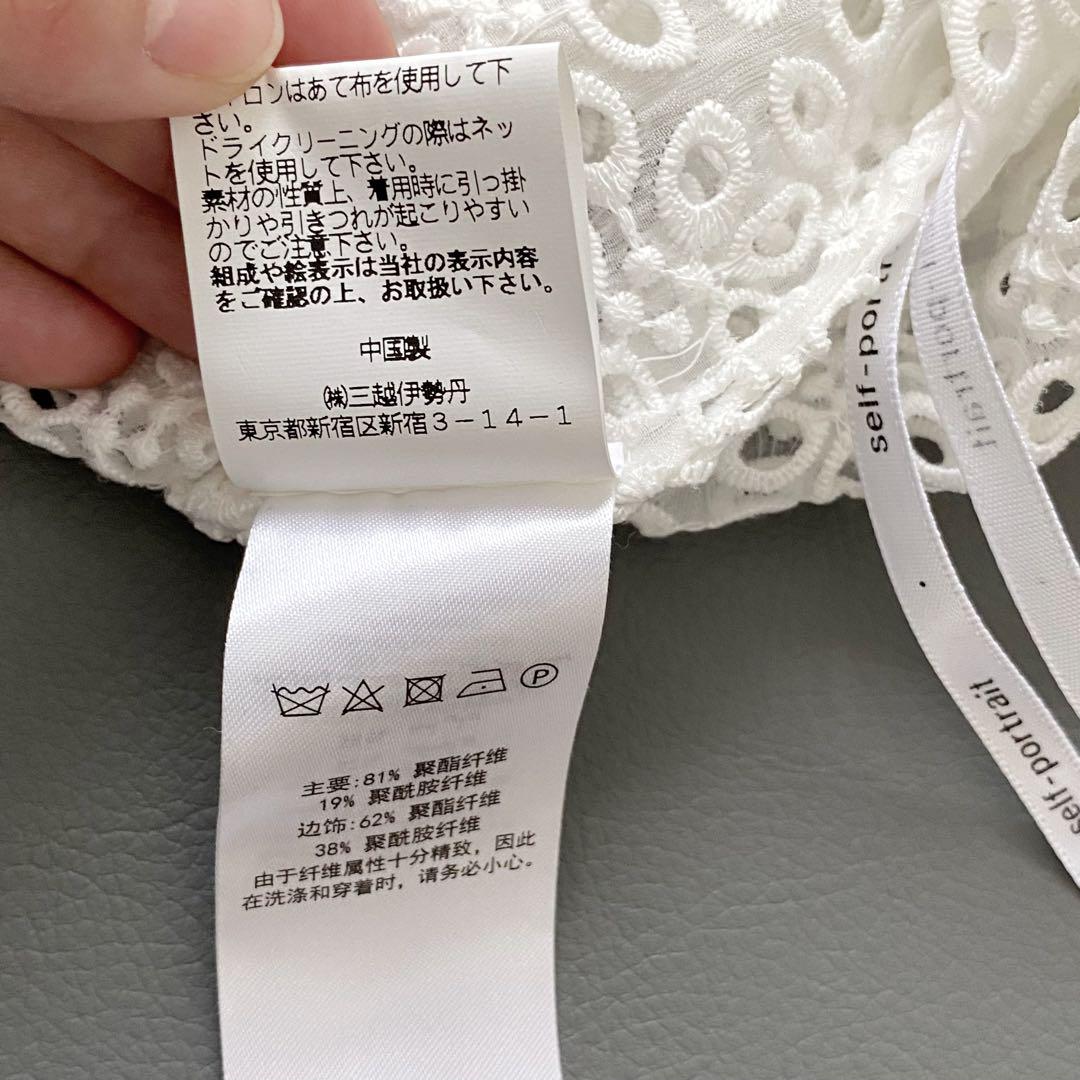 イロンはあて布を使用して下
さい。
ドライクリーニングの際はネッ
トを使用して下さい。
素材の性質上、着用時に引っ掛
かりや引きつれが起こりやすい
のでご注意下さい。
組成や絵表示は当社の表示内容
をご確認の上、お取扱い下さい。
中国製
㈱三越伊勢丹
東京都新宿区新宿3-14-1
P
主要:81% 聚酯纤维
19% 聚酰胺纤维
边饰:62% 聚酯纤维
38% 聚酰胺纤维
由于纤维属性十分精致，因此
在洗涤和穿着时，请务必小心。
self-portr
self-portrait